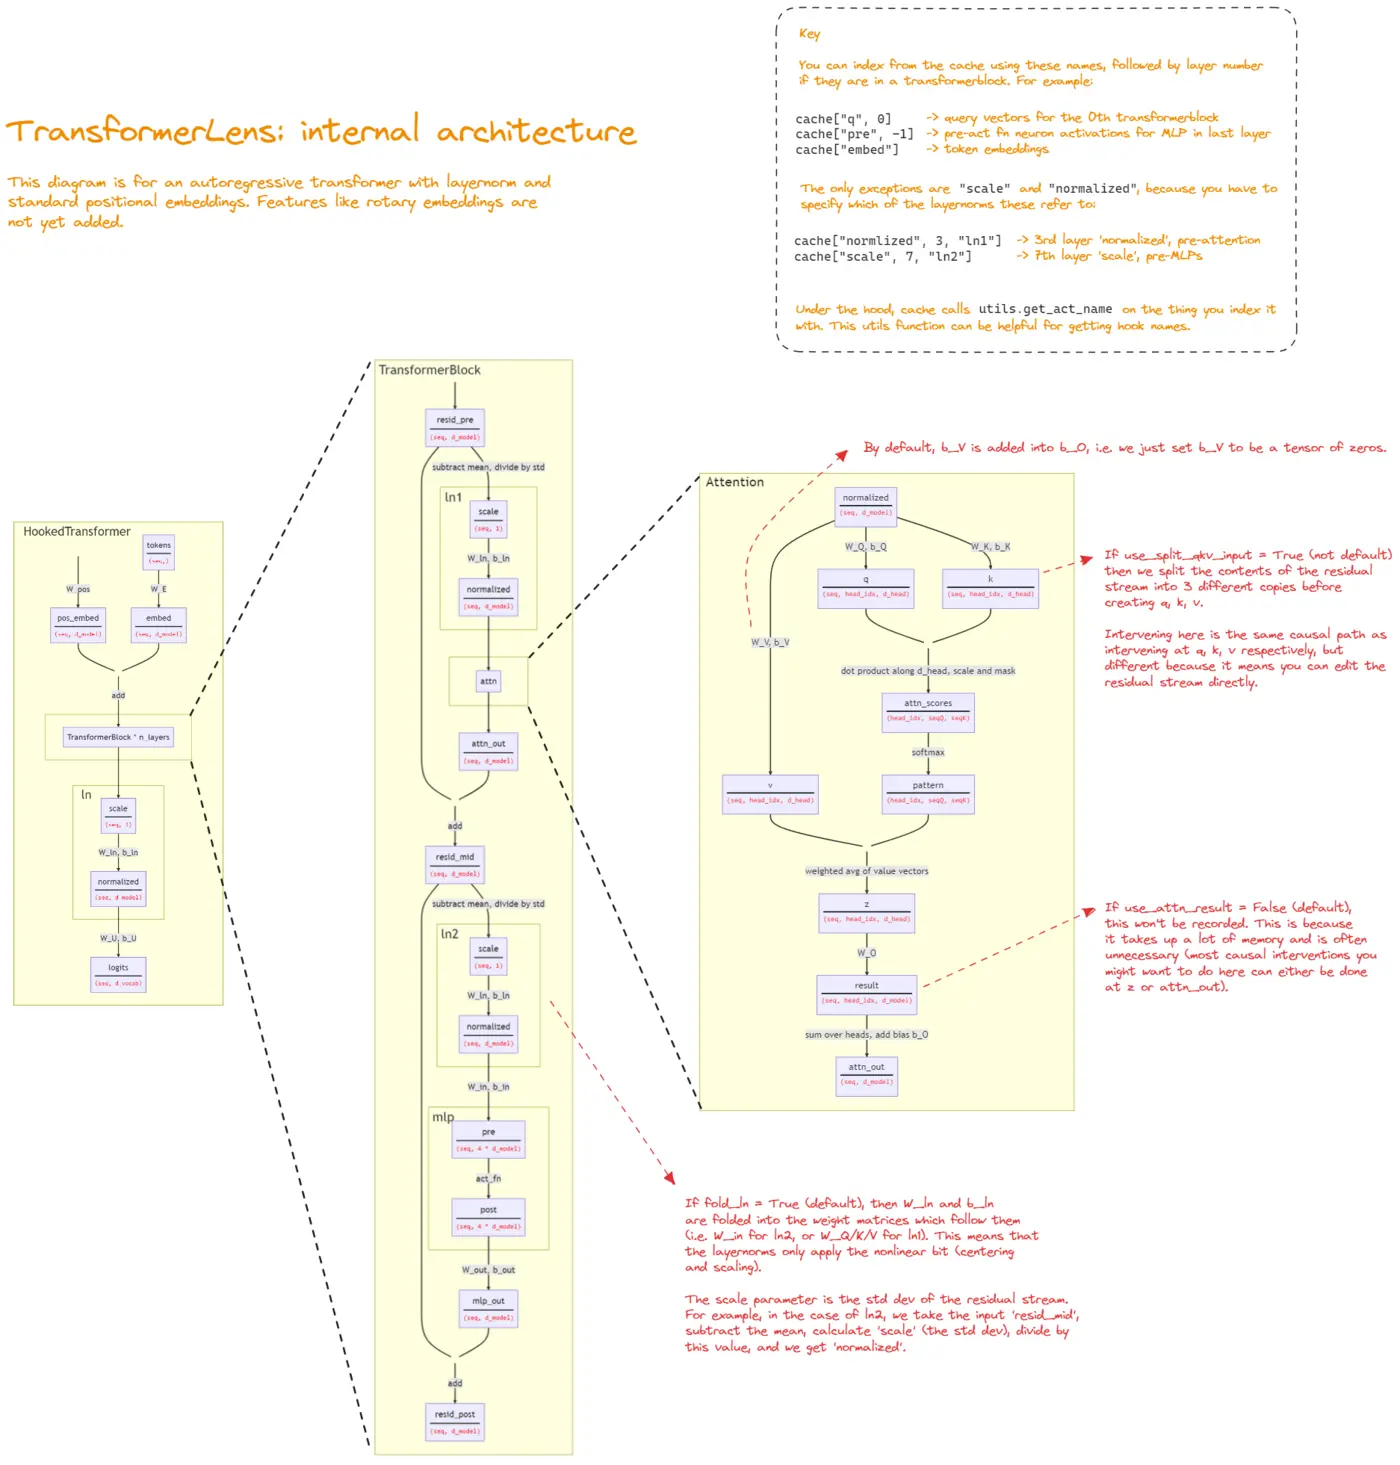 Key
You can index from the cache using these names, followed by layer number
if they are in a transformerblock. For example:
cache["q", 0] -> query vectors for the 0th transformerblock
cache["pre", -1] -> pre-act fn neuron activations for MLP in last layer
cache["embed"] -> token embeddings
The only exceptions are "scale" and "normalized", because you have to
specify which of the layernorms these refer to:
cache["normlized", 3, "ln1"] -> 3rd layer 'normalized', pre-attention
cache["scale", 7, "ln2"] -> 7th layer 'scale', pre-MLPs
Under the hood, cache calls utils.get_act_name on the thing you index it
with. This utils function can be helpful for getting hook names.
TransformerLens: internal architecture
This diagram is for an autoregressive transformer with layernorm and
standard positional embeddings. Features like rotary embeddings are
not yet added.
HookedTransformer
tokens
(seq,)
W_pos
W_E
pos_embed
(seq, d_model)
embed
(seq, d_model)
add
TransformerBlock * n_layers
ln
scale
(seq, 1)
W_ln, b_ln
normalized
(seq, d_model)
W_U, b_U
logits
(seq, d_vocab)
TransformerBlock
resid_pre
(seq, d_model)
subtract mean, divide by std
ln1
scale
(seq, 1)
W_ln, b_ln
normalized
(seq, d_model)
attn
attn_out
(seq, d_model)
add
resid_mid
(seq, d_model)
subtract mean, divide by std
ln2
scale
(seq, 1)
W_ln, b_ln
normalized
(seq, d_model)
W_in, b_in
mlp
pre
(seq, 4 * d_model)
act_fn
post
(seq, 4 * d_model)
W_out, b_out
mlp_out
(seq, d_model)
add
resid_post
(seq, d_model)
By default, b_V is added into b_O, i.e. we just set b_V to be a tensor of zeros.
Attention
normalized
(seq, d_model)
W_Q, b_Q
W_K, b_K
q
(seq, head_idx, d_head)
k
(seq, head_idx, d_head)
W_V, b_V
dot product along d_head, scale and mask
attn_scores
(head_idx, seqQ, seqK)
softmax
v
(seq, head_idx, d_head)
pattern
(head_idx, seqQ, seqK)
weighted avg of value vectors
z
(seq, head_idx, d_head)
W_O
result
(seq, head_idx, d_model)
sum over heads, add bias b_O
attn_out
(seq, d_model)
If use_split_qkv_input = True (not default)
then we split the contents of the residual
stream into 3 different copies before
creating q, k, v.
Intervening here is the same causal path as
intervening at q, k, v respectively, but
different because it means you can edit the
residual stream directly.
If use_attn_result = False (default),
this won't be recorded. This is because
it takes up a lot of memory and is often
unnecessary (most causal interventions you
might want to do here can either be done
at z or attn_out).
If fold_ln = True (default), then W_ln and b_ln
are folded into the weight matrices which follow them
(i.e. W_in for ln2, or W_Q/K/V for ln1). This means that
the layernorms only apply the nonlinear bit (centering
and scaling).
The scale parameter is the std dev of the residual stream.
For example, in the case of ln2, we take the input 'resid_mid',
subtract the mean, calculate 'scale' (the std dev), divide by
this value, and we get 'normalized'.